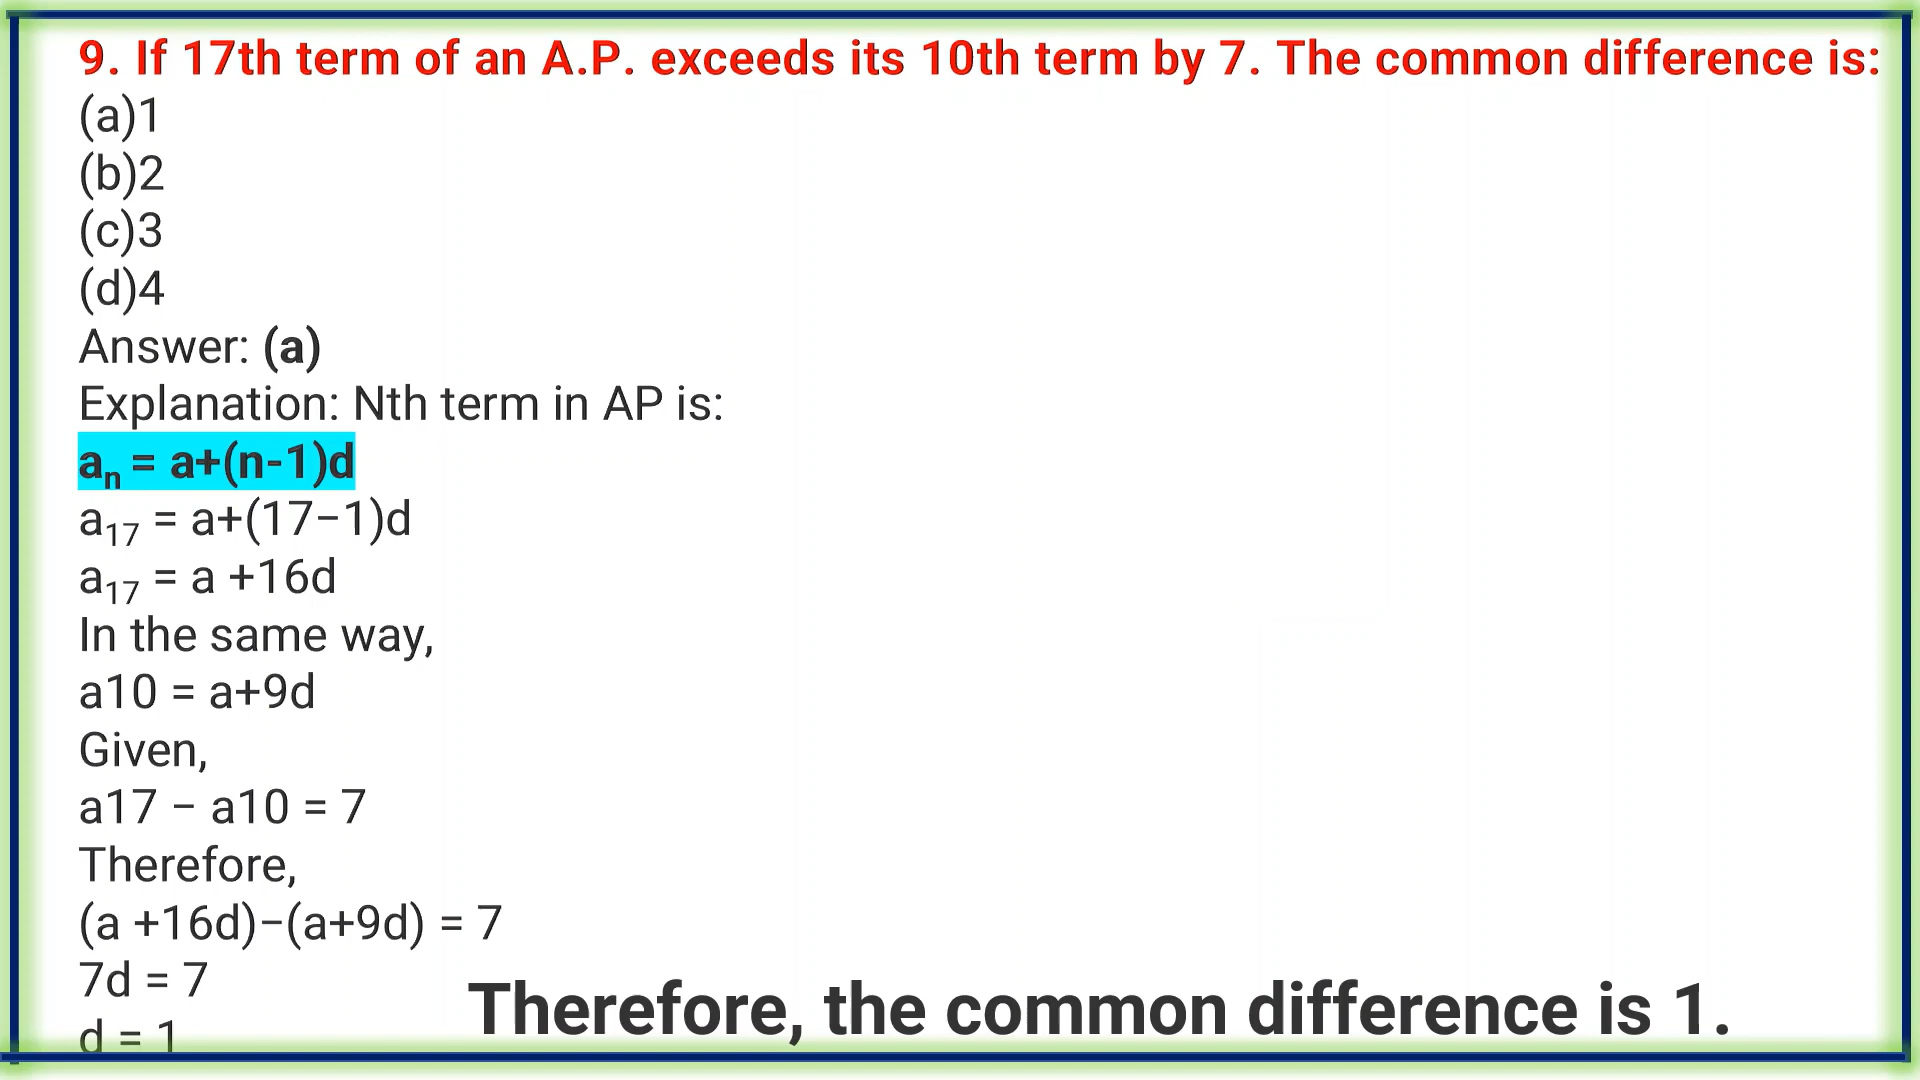 9. If 17th term of an A.P. exceeds its 10th term by 7. The common difference is:
(a)1
(b)2
(c)3
(d)4
Answer: (a)
Explanation: Nth term in AP is:
aₙ = a+(n-1)d
a₁₇ = a+(17−1)d
a₁₇ = a +16d
In the same way,
a10 = a+9d
Given,
a17 − a10 = 7
Therefore,
(a +16d)−(a+9d) = 7
7d = 7
d = 1
Therefore, the common difference is 1.